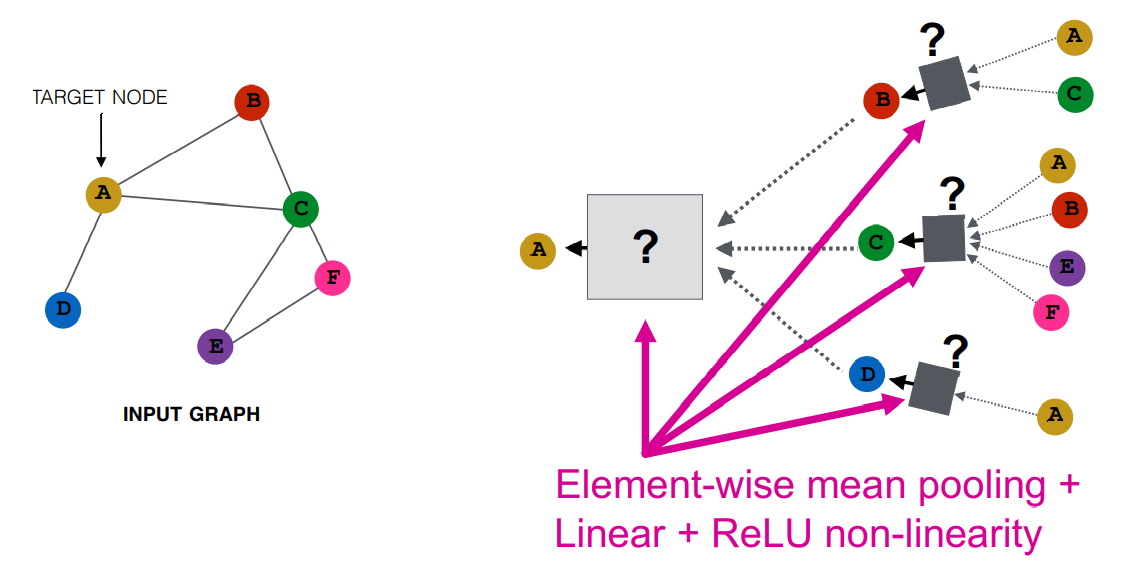 TARGET NODE
B
A
C
F
D
E
INPUT GRAPH
?
A
B
C
?
A
?
B
A
?
C
E
F
?
D
A
Element-wise mean pooling +
Linear + ReLU non-linearity